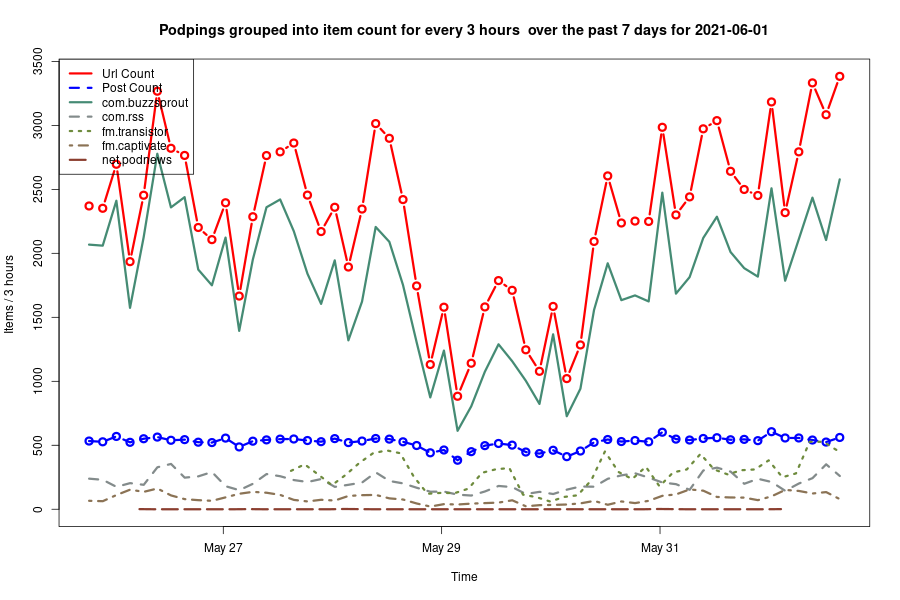 Podpings grouped into item count for every 3 hours  over the past 7 days for 2021-06-01
Url Count
Post Count
com.buzzsprout
com.rss
fm.transistor
fm.captivate
net.podnews
Items / 3 hours
3500
3000
2500
2000
1500
1000
500
0
May 27
May 29
May 31
Time